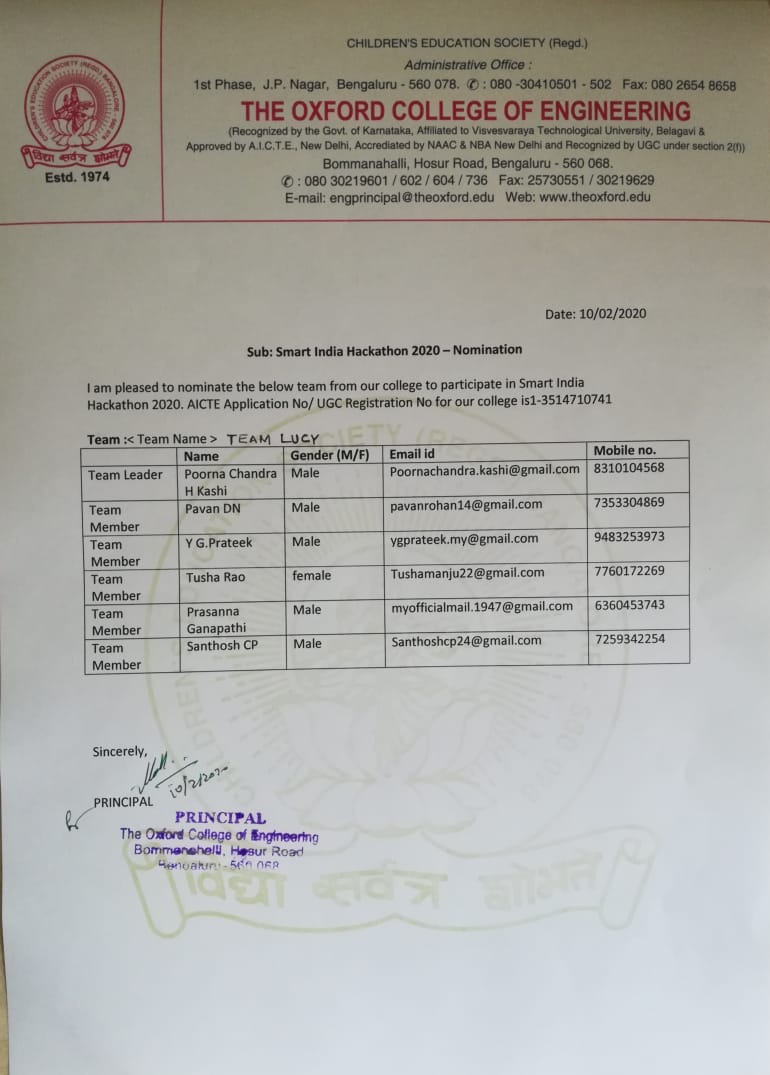 CHILDREN'S EDUCATION SOCIETY (Regd.)
Administrative Office :
1st Phase, J.P. Nagar, Bengaluru - 560 078. ✆ : 080 -30410501 - 502 Fax: 080 2654 8658
THE OXFORD COLLEGE OF ENGINEERING
(Recognized by the Govt. of Karnataka, Affiliated to Visvesvaraya Technological University, Belagavi &
Approved by A.I.C.T.E., New Delhi, Accrediated by NAAC & NBA New Delhi and Recognized by UGC under section 2(f))
Bommanahalli, Hosur Road, Bengaluru - 560 068.
✆ : 080 30219601 / 602 / 604 / 736 Fax: 25730551 / 30219629
E-mail: engprincipal@theoxford.edu Web: www.theoxford.edu
विद्या सर्वत्र शोभते
Estd. 1974
Date: 10/02/2020
Sub: Smart India Hackathon 2020 – Nomination
I am pleased to nominate the below team from our college to participate in Smart India
Hackathon 2020. AICTE Application No/ UGC Registration No for our college is1-3514710741
Team :< Team Name > TEAM LUCY
Name Gender (M/F) Email id Mobile no.
Team Leader Poorna Chandra Male Poornachandra.kashi@gmail.com 8310104568
H Kashi
Team Pavan DN Male pavanrohan14@gmail.com 7353304869
Member
Team Y G.Prateek Male ygprateek.my@gmail.com 9483253973
Member
Team Tusha Rao female Tushamanju22@gmail.com 7760172269
Member
Team Prasanna Male myofficialmail.1947@gmail.com 6360453743
Member Ganapathi
Team Santhosh CP Male Santhoshcp24@gmail.com 7259342254
Member
Sincerely,
10/2/2020
PRINCIPAL
PRINCIPAL
The Oxford College of Engineering
Bommanahalli, Hosur Road
Bengaluru - 560 068
विद्या सर्वत्र शोभते